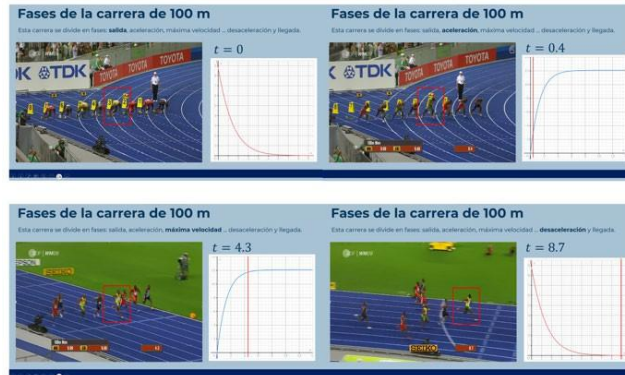 Fases de la carrera de 100 m
Esta carrera se divide en fases: salida, aceleración, máxima velocidad ... desaceleración y llegada.
t = 0
TDK
TOYOTA TOYOTA
Fases de la carrera de 100 m
Esta carrera se divide en fases: salida, aceleración, máxima velocidad ... desaceleración y llegada.
t = 0.4
TDK
TOYOTA TOYOTA
Fases de la carrera de 100 m
Esta carrera se divide en fases: salida, aceleración, máxima velocidad ... desaceleración y llegada.
t = 4.3
SEIKO
Fases de la carrera de 100 m
Esta carrera se divide en fases: salida, aceleración, máxima velocidad ... desaceleración y llegada.
t = 8.7
SEIKO